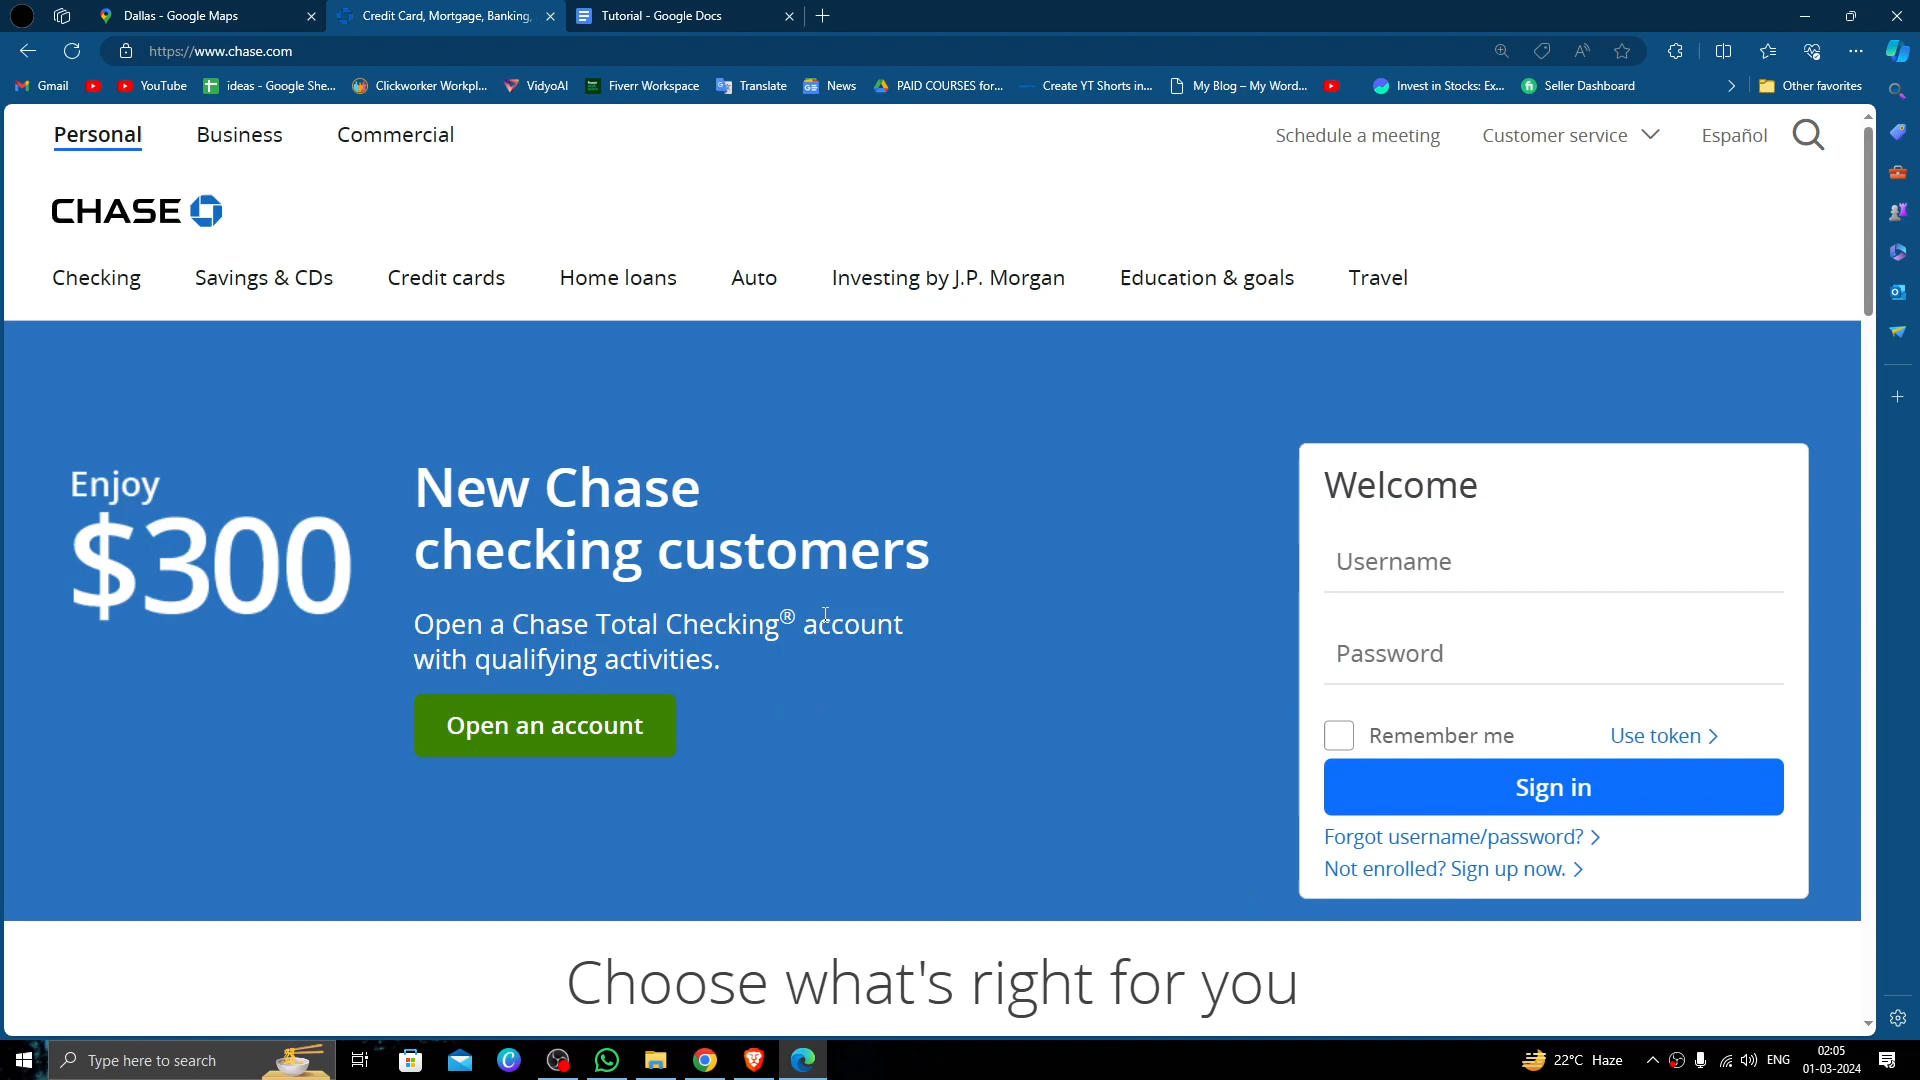 Dallas - Google Maps
Credit Card, Mortgage, Banking,
Tutorial - Google Docs
https://www.chase.com
Gmail
YouTube
ideas - Google She...
Clickworker Workpl...
VidyoAI
Fiverr Workspace
Translate
News
PAID COURSES for...
Create YT Shorts in...
My Blog – My Word...
Invest in Stocks: Ex...
Seller Dashboard
Other favorites
Personal
Business
Commercial
Schedule a meeting
Customer service
Español
CHASE
Checking
Savings & CDs
Credit cards
Home loans
Auto
Investing by J.P. Morgan
Education & goals
Travel
Enjoy
$300
New Chase
checking customers
Open a Chase Total Checking® account
with qualifying activities.
Open an account
Welcome
Username
Password
Remember me
Use token
Sign in
Forgot username/password?
Not enrolled? Sign up now.
Choose what's right for you
Type here to search
22°C Haze
ENG
02:05
01-03-2024